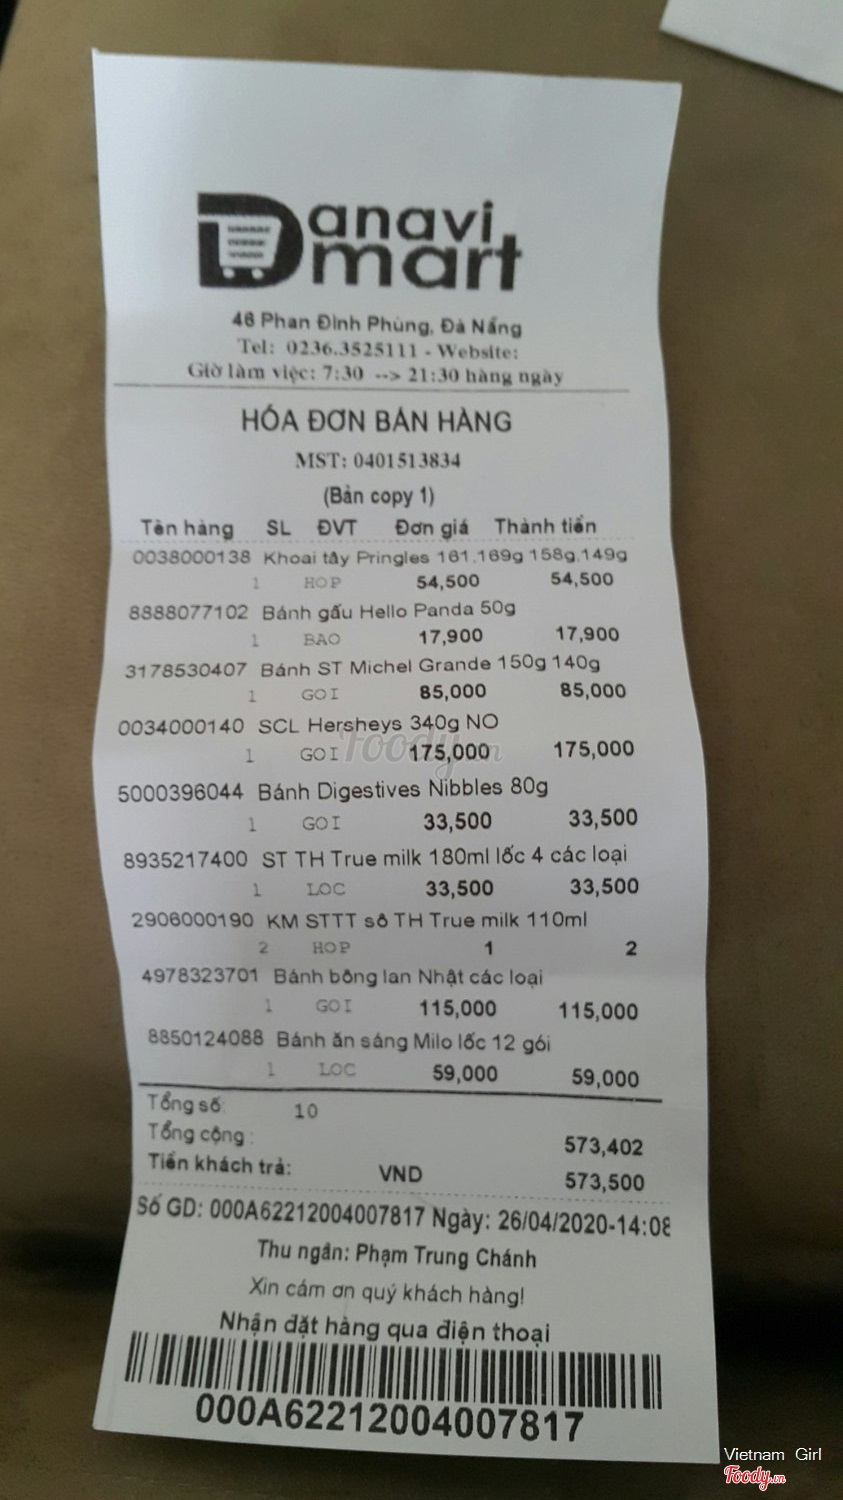 Danavi mart
46 Phan Đình Phùng, Đà Nẵng
Tel: 0236.3525111 - Website:
Giờ làm việc: 7:30 --> 21:30 hàng ngày
HÓA ĐƠN BÁN HÀNG
MST: 0401513834
(Bản copy 1)
Tên hàng SL ĐVT Đơn giá Thành tiền
0038000138 Khoai tây Pringles 161.169g 158g.149g
1 HOP 54,500 54,500
8888077102 Bánh gấu Hello Panda 50g
1 BAO 17,900 17,900
3178530407 Bánh ST Michel Grande 150g 140g
1 GOI 85,000 85,000
0034000140 SCL Hersheys 340g NO
1 GOI 175,000 175,000
Foody.vn
5000396044 Bánh Digestives Nibbles 80g
1 GOI 33,500 33,500
8935217400 ST TH True milk 180ml lốc 4 các loại
1 LOC 33,500 33,500
2906000190 KM STTT sô TH True milk 110ml
2 HOP 1 2
4978323701 Bánh bông lan Nhật các loại
1 GOI 115,000 115,000
8850124088 Bánh ăn sáng Milo lốc 12 gói
1 LOC 59,000 59,000
Tổng số: 10
Tổng cộng : 573,402
Tiền khách trả: VND 573,500
Số GD: 000A62212004007817 Ngày: 26/04/2020-14:08
Thu ngân: Phạm Trung Chánh
Xin cám ơn quý khách hàng!
Nhận đặt hàng qua điện thoại
000A62212004007817
Vietnam Girl
Foody.vn